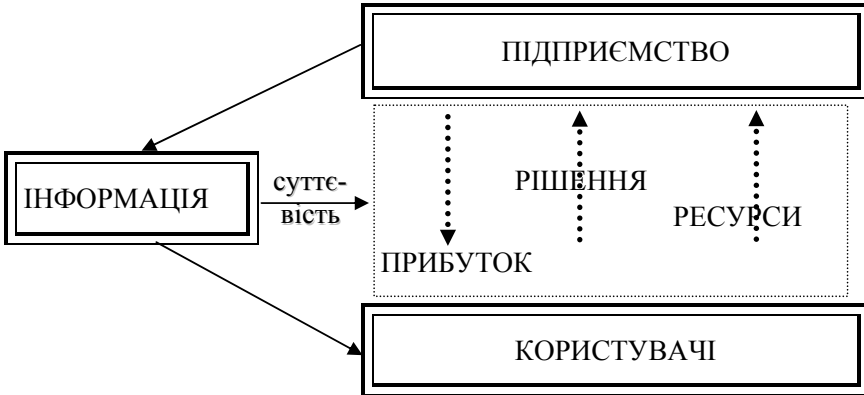 ПІДПРИЄМСТВО
ІНФОРМАЦІЯ
суттє-
вість
РІШЕННЯ
РЕСУРСИ
ПРИБУТОК
КОРИСТУВАЧІ